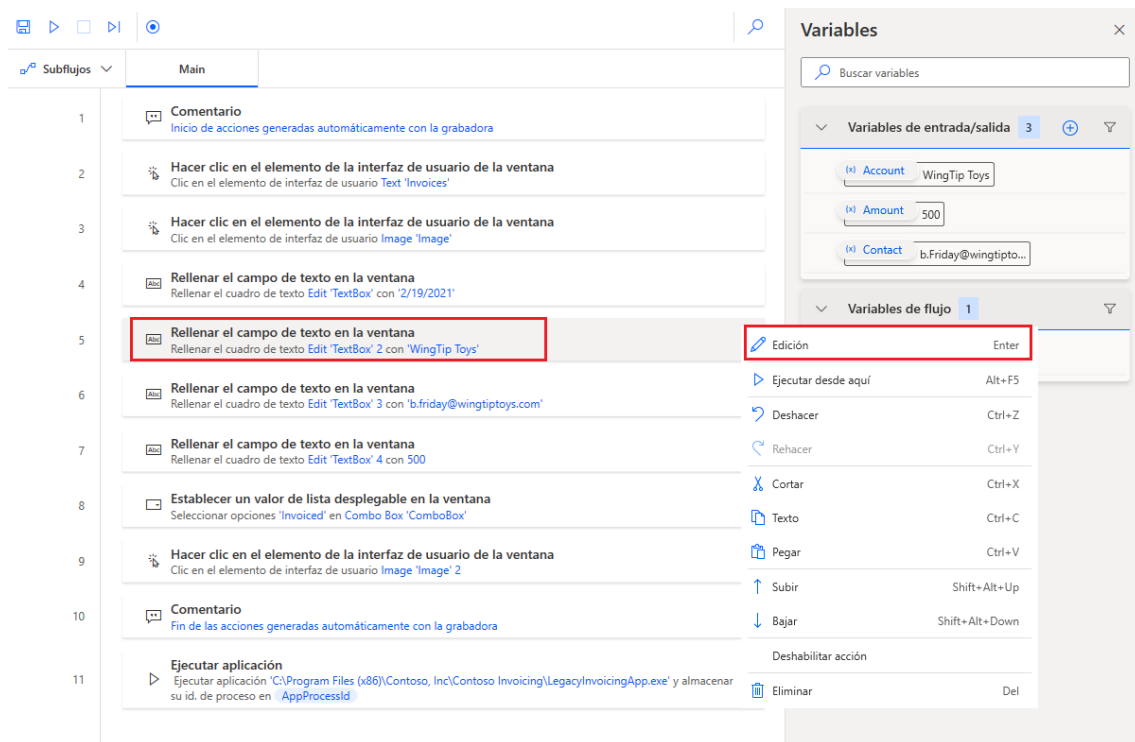 Variables
Subflujos
Main
Buscar variables
1
Comentario
Inicio de acciones generadas automáticamente con la grabadora
Variables de entrada/salida 3
2
Hacer clic en el elemento de la interfaz de usuario de la ventana
Clic en el elemento de interfaz de usuario Text 'Invoices'
(x) Account WingTip Toys
(x) Amount 500
3
Hacer clic en el elemento de la interfaz de usuario de la ventana
Clic en el elemento de interfaz de usuario Image 'Image'
(x) Contact b.Friday@wingtipto...
4
Rellenar el campo de texto en la ventana
Rellenar el cuadro de texto Edit 'TextBox' con '2/19/2021'
Variables de flujo 1
5
Rellenar el campo de texto en la ventana
Rellenar el cuadro de texto Edit 'TextBox' 2 con 'WingTip Toys'
6
Rellenar el campo de texto en la ventana
Rellenar el cuadro de texto Edit 'TextBox' 3 con 'b.friday@wingtiptoys.com'
7
Rellenar el campo de texto en la ventana
Rellenar el cuadro de texto Edit 'TextBox' 4 con 500
8
Establecer un valor de lista desplegable en la ventana
Seleccionar opciones 'Invoiced' en Combo Box 'ComboBox'
9
Hacer clic en el elemento de la interfaz de usuario de la ventana
Clic en el elemento de interfaz de usuario Image 'Image' 2
10
Comentario
Fin de las acciones generadas automáticamente con la grabadora
11
Ejecutar aplicación
Ejecutar aplicación 'C:\Program Files (x86)\Contoso, Inc\Contoso Invoicing\LegacyInvoicingApp.exe' y almacenar
su id. de proceso en AppProcessId
Edición Enter
Ejecutar desde aquí Alt+F5
Deshacer Ctrl+Z
Rehacer Ctrl+Y
Cortar Ctrl+X
Texto Ctrl+C
Pegar Ctrl+V
Subir Shift+Alt+Up
Bajar Shift+Alt+Down
Deshabilitar acción
Eliminar Del